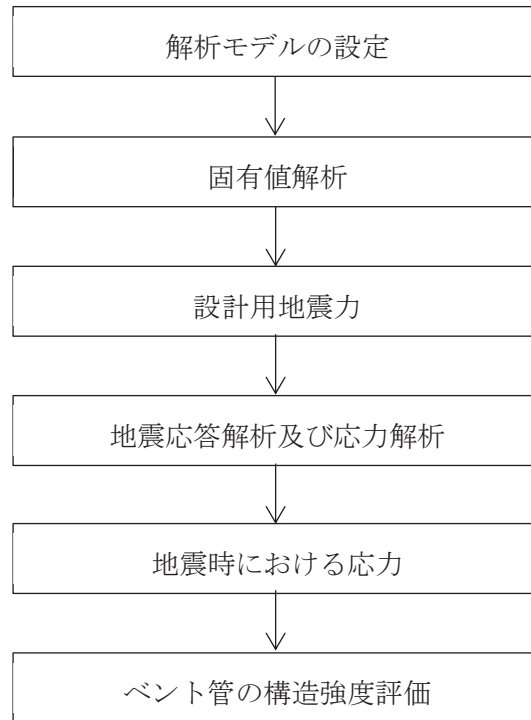 解析モデルの設定
固有値解析
設計用地震力
地震応答解析及び応力解析
地震時における応力
ベント管の構造強度評価